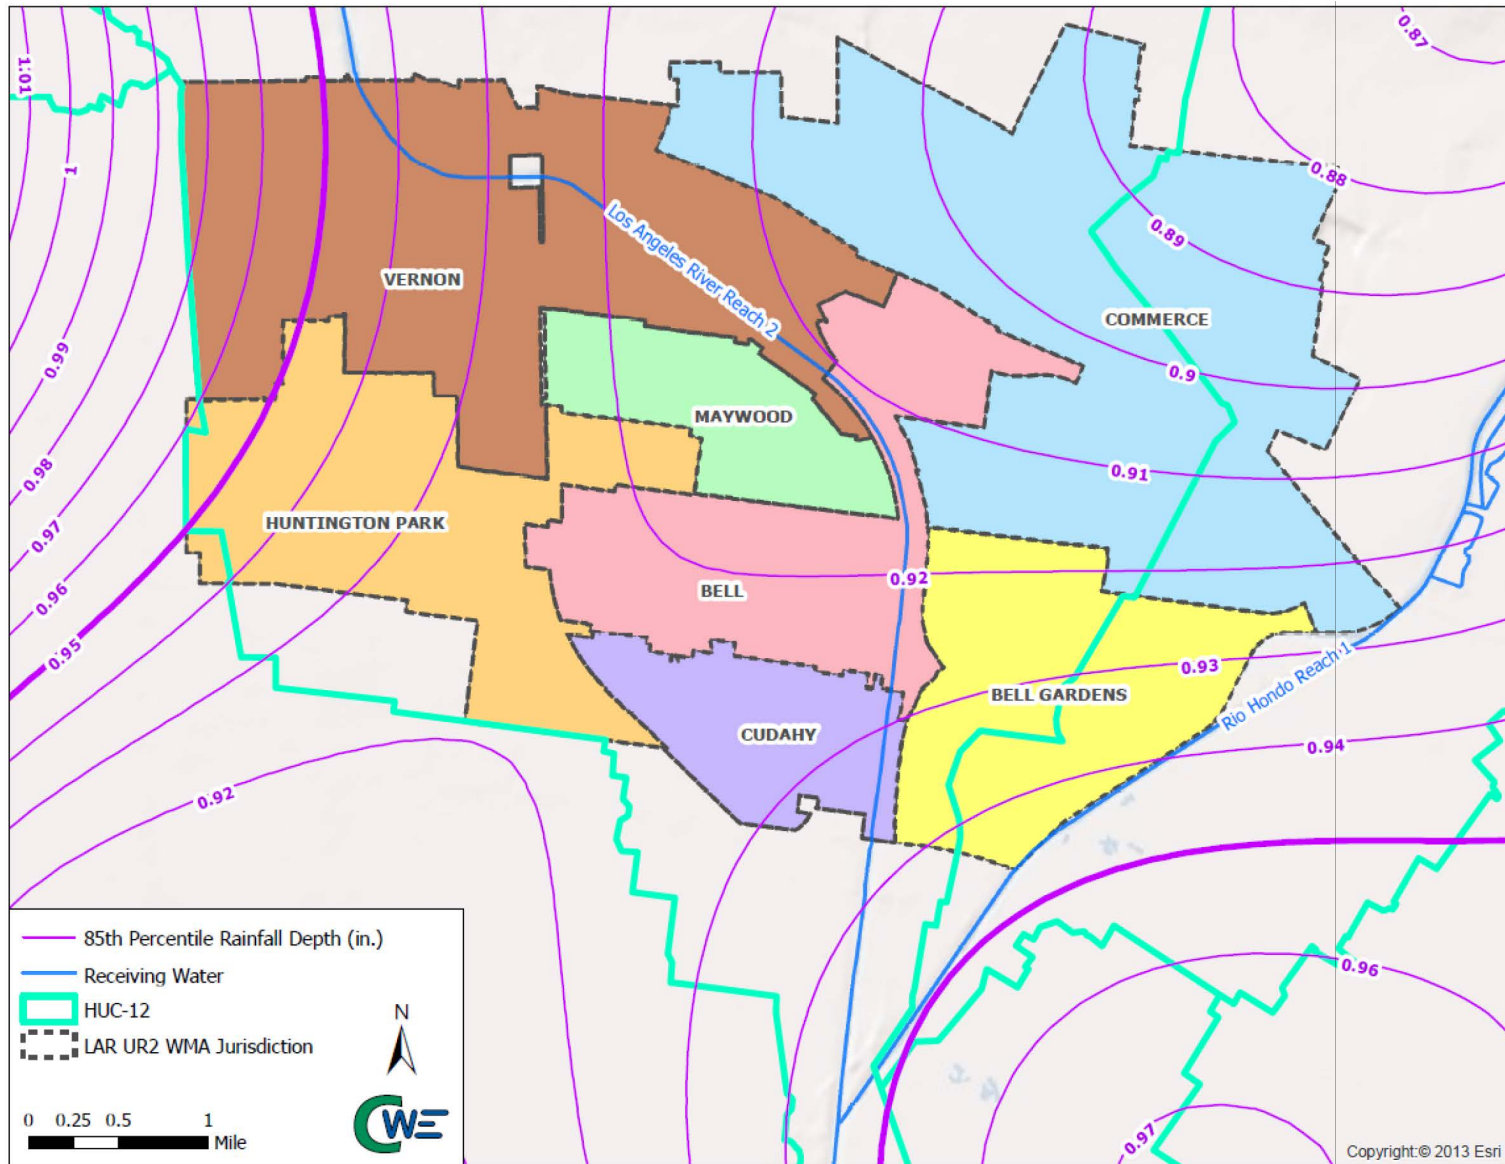 0.87
1.01
1
0.88
0.89
Los Angeles River Reach 2
VERNON
COMMERCE
0.99
0.9
MAYWOOD
0.98
0.91
HUNTINGTON PARK
0.97
0.92
BELL
0.96
0.95
0.93
BELL GARDENS
Rio Hondo Reach 1
CUDAHY
0.94
0.92
85th Percentile Rainfall Depth (in.)
Receiving Water
HUC-12
LAR UR2 WMA Jurisdiction
N
CWE
0 0.25 0.5 1
Mile
0.96
0.97
Copyright:© 2013 Esri